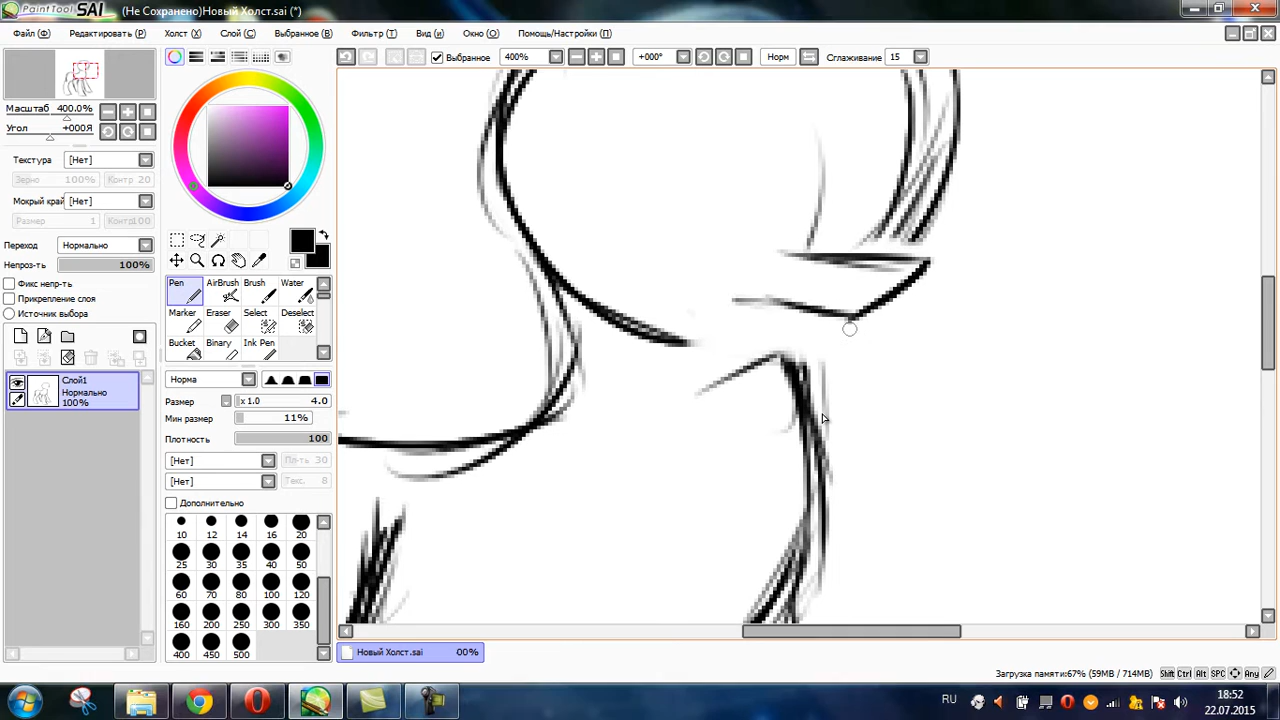 PaintTool SAI (Не Сохранено)Новый Холст.sai (*)
Файл (Ф) Редактировать (Р) Холст (Х) Слой (С) Выбранное (В) Фильтр (Т) Вид (и) Окно (О) Помощь/Настройки (П)
Выбранное 400% +000° Норм Сглаживание 15
Масштаб 400.0%
Угол +000Я
Текстура [Нет]
Зерно 100% Контр 20
Мокрый край [Нет]
Размер 1 Контр 100
Переход Нормально
Непроз-ть 100%
Фикс непр-ть
Прикрепление слоя
Источник выбора
Слой1
Нормально
100%
Pen AirBrush Brush Water
Marker Eraser Select Deselect
Bucket Binary Ink Pen
Норма
Размер x 1.0 4.0
Мин размер 11%
Плотность 100
[Нет] Пл-ть 30
[Нет] Текс. 8
Дополнительно
10 12 14 16 20
25 30 35 40 50
60 70 80 100 120
160 200 250 300 350
400 450 500
Новый Холст.sai 00%
Загрузка памяти:67% (59MB / 714MB) Shift Ctrl Alt SPC
RU
18:52
22.07.2015